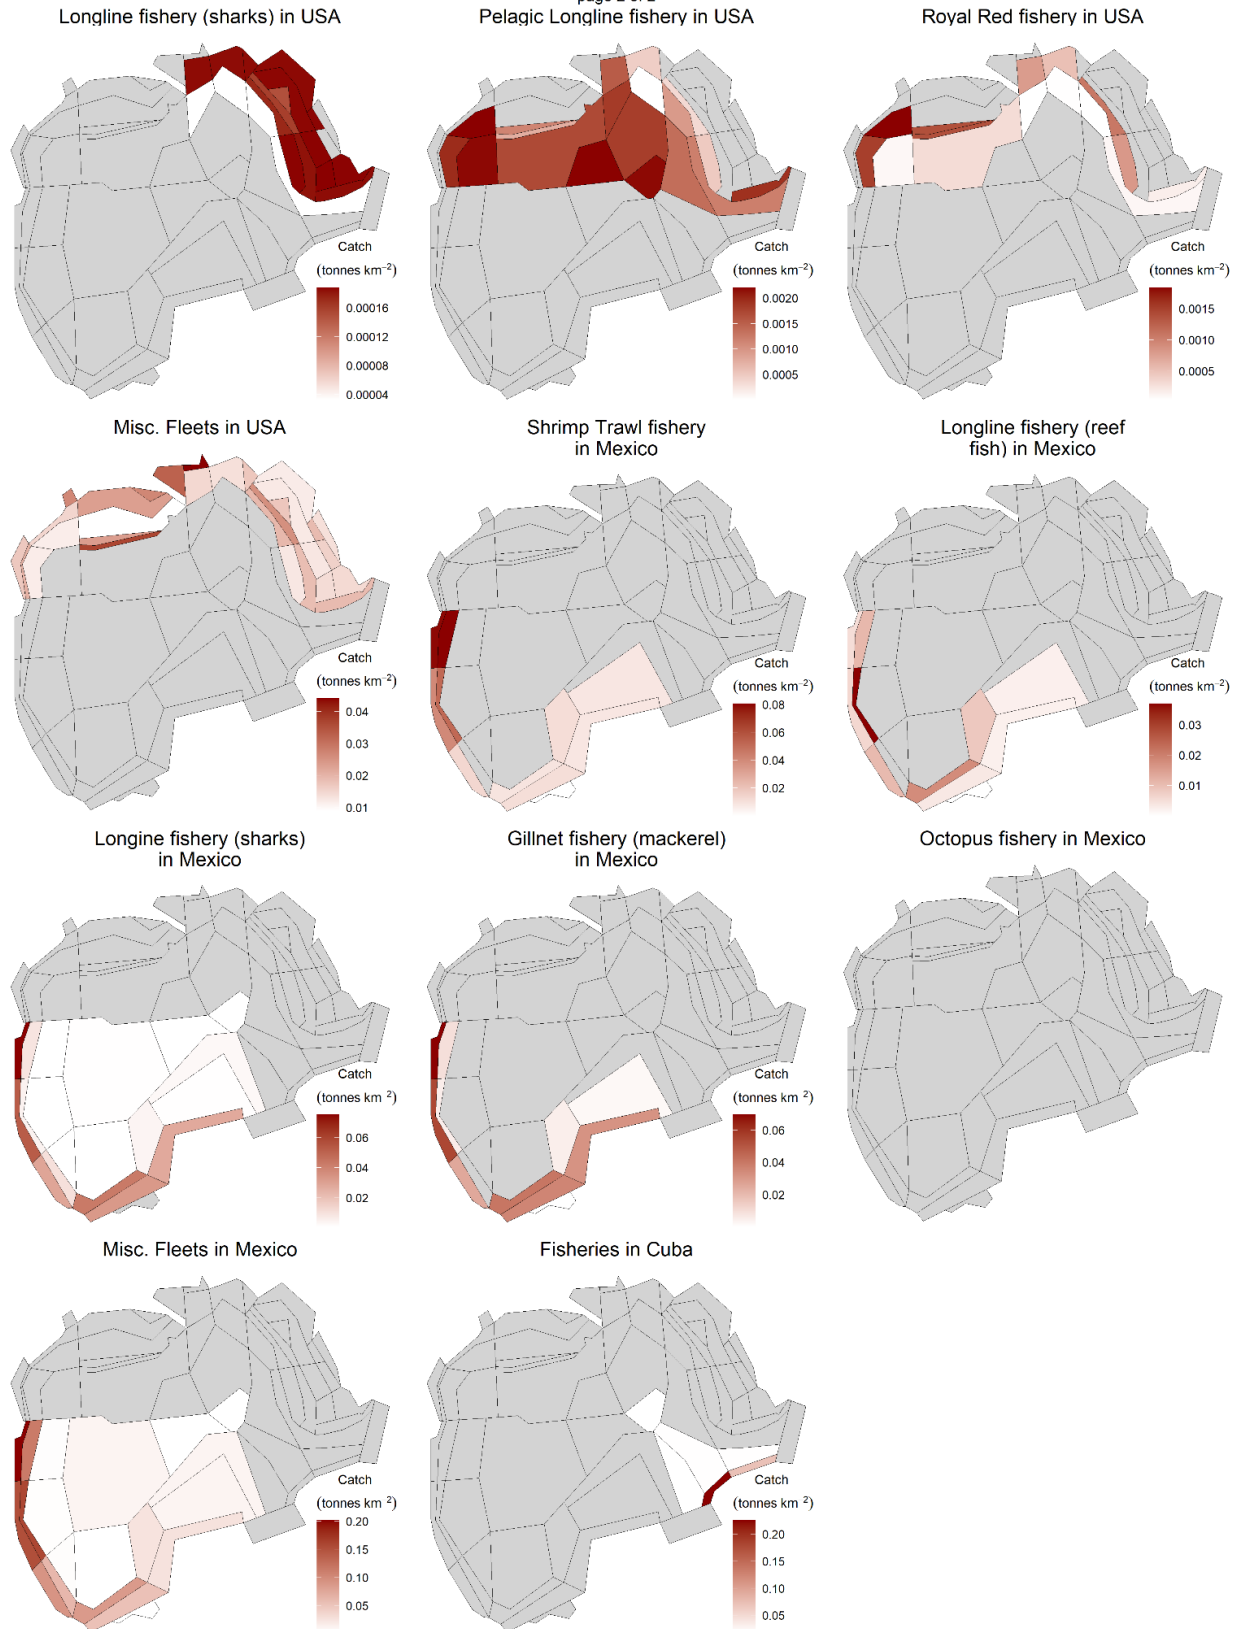 page 2 of 2
Longline fishery (sharks) in USA
Pelagic Longline fishery in USA
Royal Red fishery in USA
Catch
(tonnes km⁻²)
0.00016
0.00012
0.00008
0.00004
Catch
(tonnes km⁻²)
0.0020
0.0015
0.0010
0.0005
Catch
(tonnes km⁻²)
0.0015
0.0010
0.0005
Misc. Fleets in USA
Shrimp Trawl fishery
in Mexico
Longline fishery (reef
fish) in Mexico
Catch
(tonnes km⁻²)
0.04
0.03
0.02
0.01
Catch
(tonnes km⁻²)
0.08
0.06
0.04
0.02
Catch
(tonnes km⁻²)
0.03
0.02
0.01
Longine fishery (sharks)
in Mexico
Gillnet fishery (mackerel)
in Mexico
Octopus fishery in Mexico
Catch
(tonnes km⁻²)
0.06
0.04
0.02
Catch
(tonnes km⁻²)
0.06
0.04
0.02
Misc. Fleets in Mexico
Fisheries in Cuba
Catch
(tonnes km⁻²)
0.20
0.15
0.10
0.05
Catch
(tonnes km⁻²)
0.20
0.15
0.10
0.05